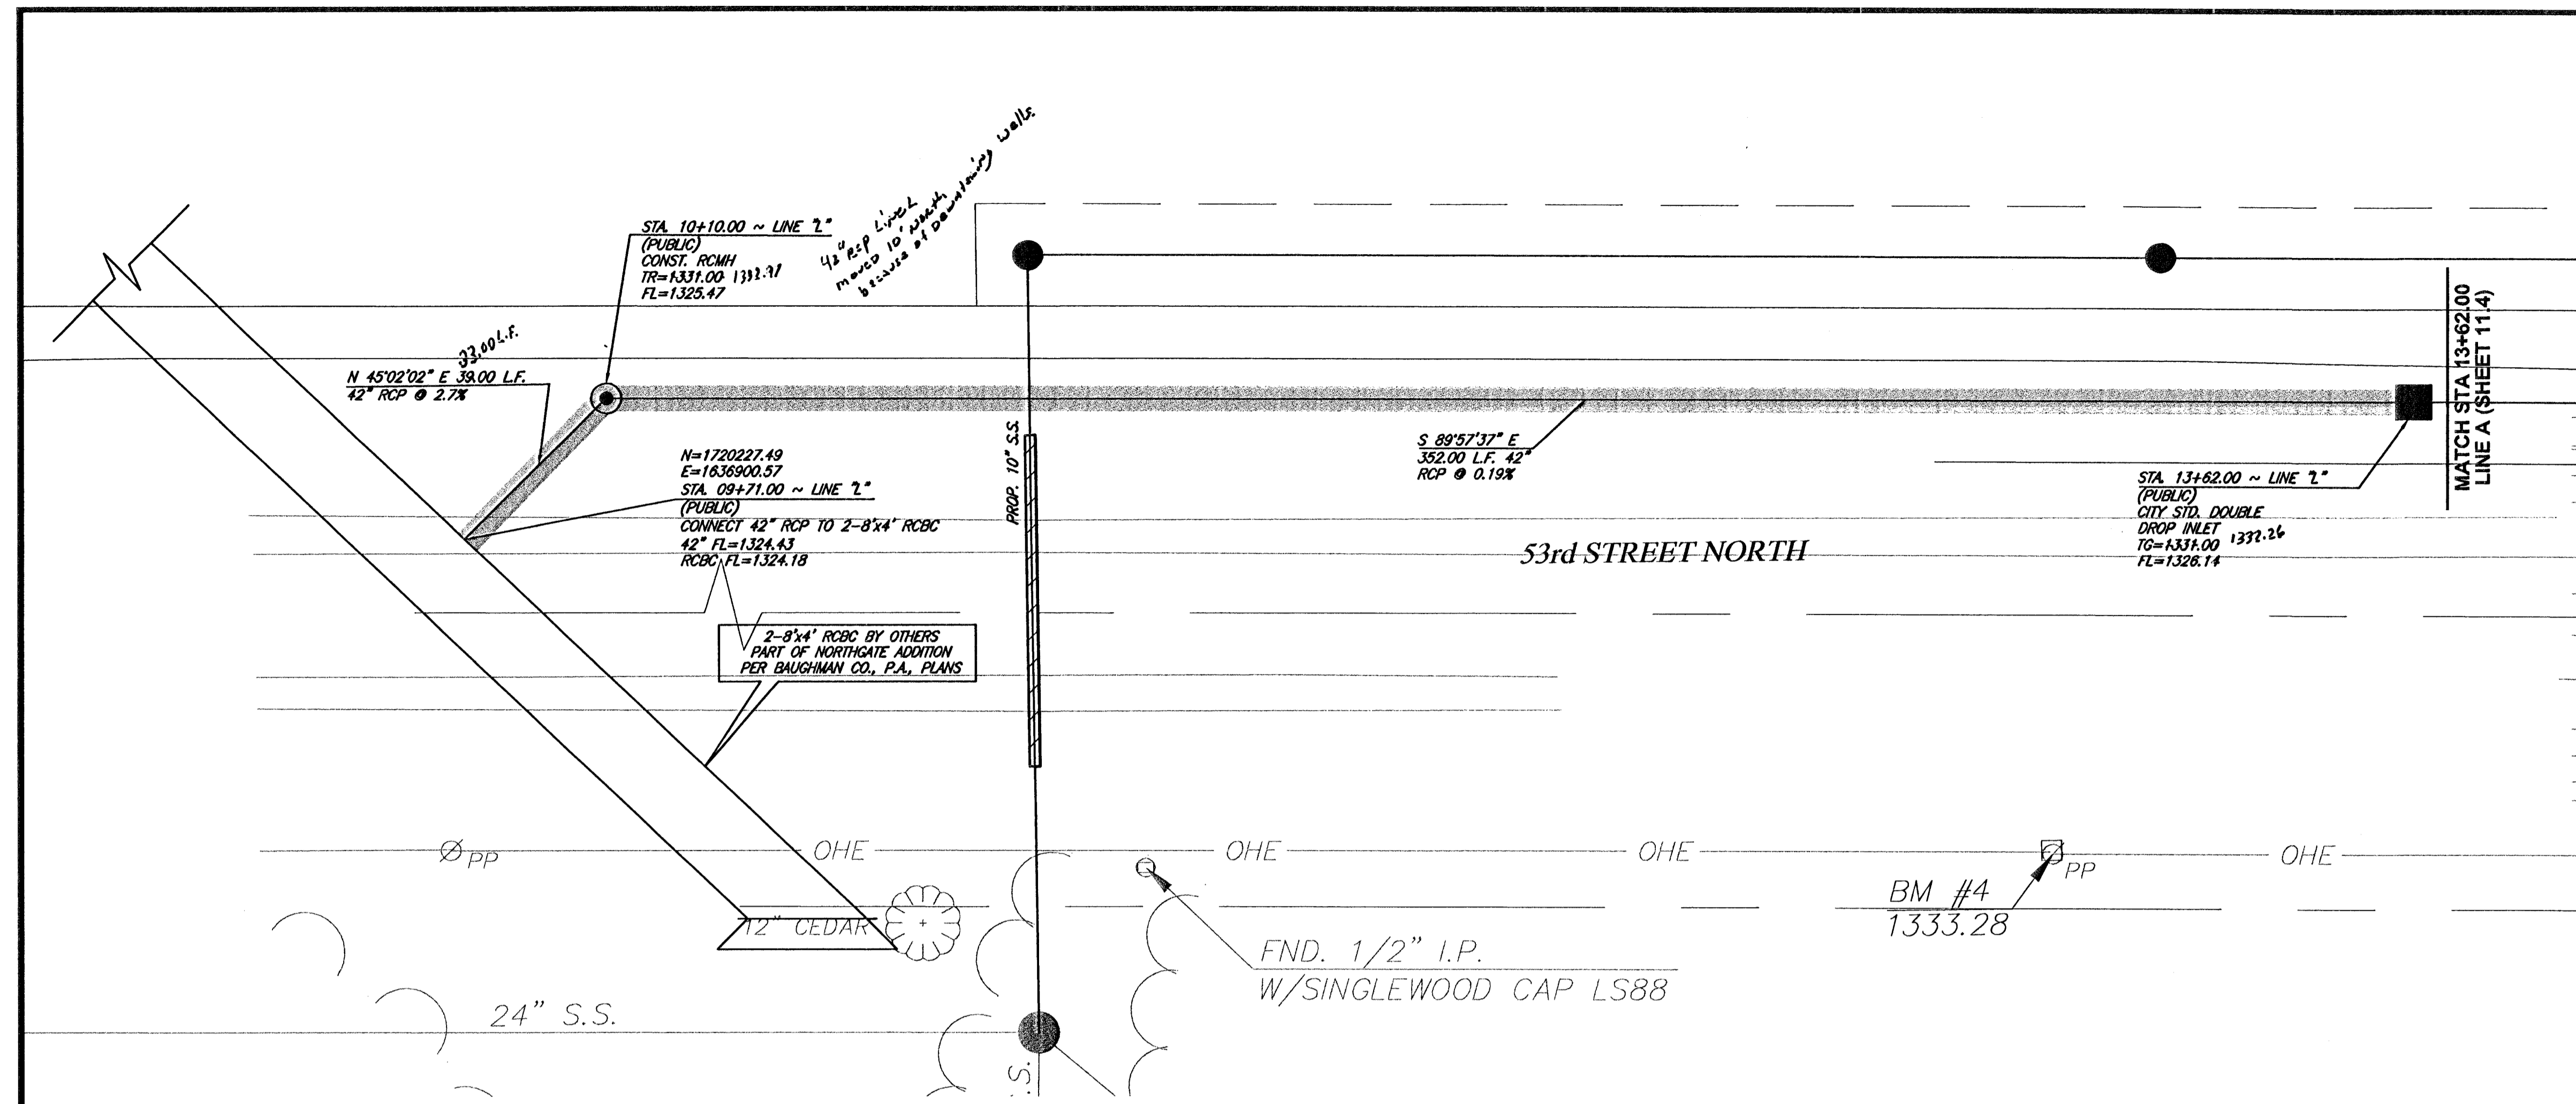 42" RCP Line L
moved 10' North
because of Dewatering wells.
STA. 10+10.00 ~ LINE "L"
(PUBLIC)
CONST. RCMH
TR=1331.00 1332.91
FL=1325.47
33.00 L.F.
N 45°02'02" E 39.00 L.F.
42" RCP @ 2.7%
N=1720227.49
E=1636900.57
STA. 09+71.00 ~ LINE "L"
(PUBLIC)
CONNECT 42" RCP TO 2-8'x4' RCBC
42" FL=1324.43
RCBC FL=1324.18
2-8'x4' RCBC BY OTHERS
PART OF NORTHGATE ADDITION
PER BAUGHMAN CO., P.A., PLANS
PROP. 10" S.S.
S 89°57'37" E
352.00 L.F. 42"
RCP @ 0.19%
53rd STREET NORTH
STA. 13+62.00 ~ LINE "L"
(PUBLIC)
CITY STD. DOUBLE
DROP INLET
TG=1331.00 1332.26
FL=1326.14
MATCH STA 13+62.00
LINE A (SHEET 11.4)
PP
OHE
OHE
OHE
PP
OHE
BM #4
1333.28
12" CEDAR
FND. 1/2" I.P.
W/SINGLEWOOD CAP LS88
24" S.S.
.S.